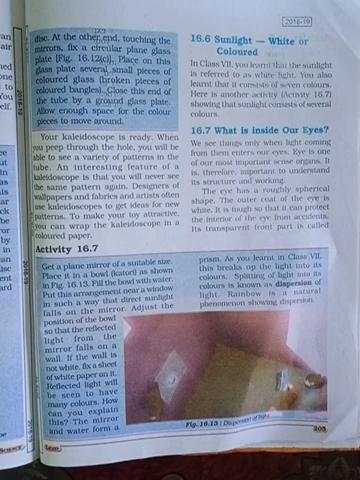 2018-19
disc. At the other end, touching the
mirrors, fix a circular plane glass
plate [Fig. 16.12(c)]. Place on this
glass plate several small pieces of
coloured glass (broken pieces of
coloured bangles). Close this end of
the tube by a ground glass plate.
Allow enough space for the colour
pieces to move around.
Your kaleidoscope is ready. When
you peep through the hole, you will be
able to see a variety of patterns in the
tube. An interesting feature of a
kaleidoscope is that you will never see
the same pattern again. Designers of
wallpapers and fabrics and artists often
use kaleidoscopes to get ideas for new
patterns. To make your toy attractive,
you can wrap the kaleidoscope in a
coloured paper.
16.6 Sunlight — White or
Coloured
In Class VII, you learnt that the sunlight
is referred to as white light. You also
learnt that it consists of seven colours.
Here is another activity (Activity 16.7)
showing that sunlight consists of several
colours.
16.7 What is inside Our Eyes?
We see things only when light coming
from them enters our eyes. Eye is one
of our most important sense organs. It
is, therefore, important to understand
its structure and working.
The eye has a roughly spherical
shape. The outer coat of the eye is
white. It is tough so that it can protect
the interior of the eye from accidents.
Its transparent front part is called
Activity 16.7
Get a plane mirror of a suitable size.
Place it in a bowl (katori) as shown
in Fig. 16.13. Fill the bowl with water.
Put this arrangement near a window
in such a way that direct sunlight
falls on the mirror. Adjust the
position of the bowl
so that the reflected
light from the
mirror falls on a
wall. If the wall is
not white, fix a sheet
of white paper on it.
Reflected light will
be seen to have
many colours. How
can you explain
this? The mirror
and water form a
prism. As you learnt in Class VII,
this breaks up the light into its
colours. Splitting of light into its
colours is known as dispersion of
light. Rainbow is a natural
phenomenon showing dispersion.
Fig. 16.13 : Dispersion of light
LIGHT
205
SCIENCE
2018-19